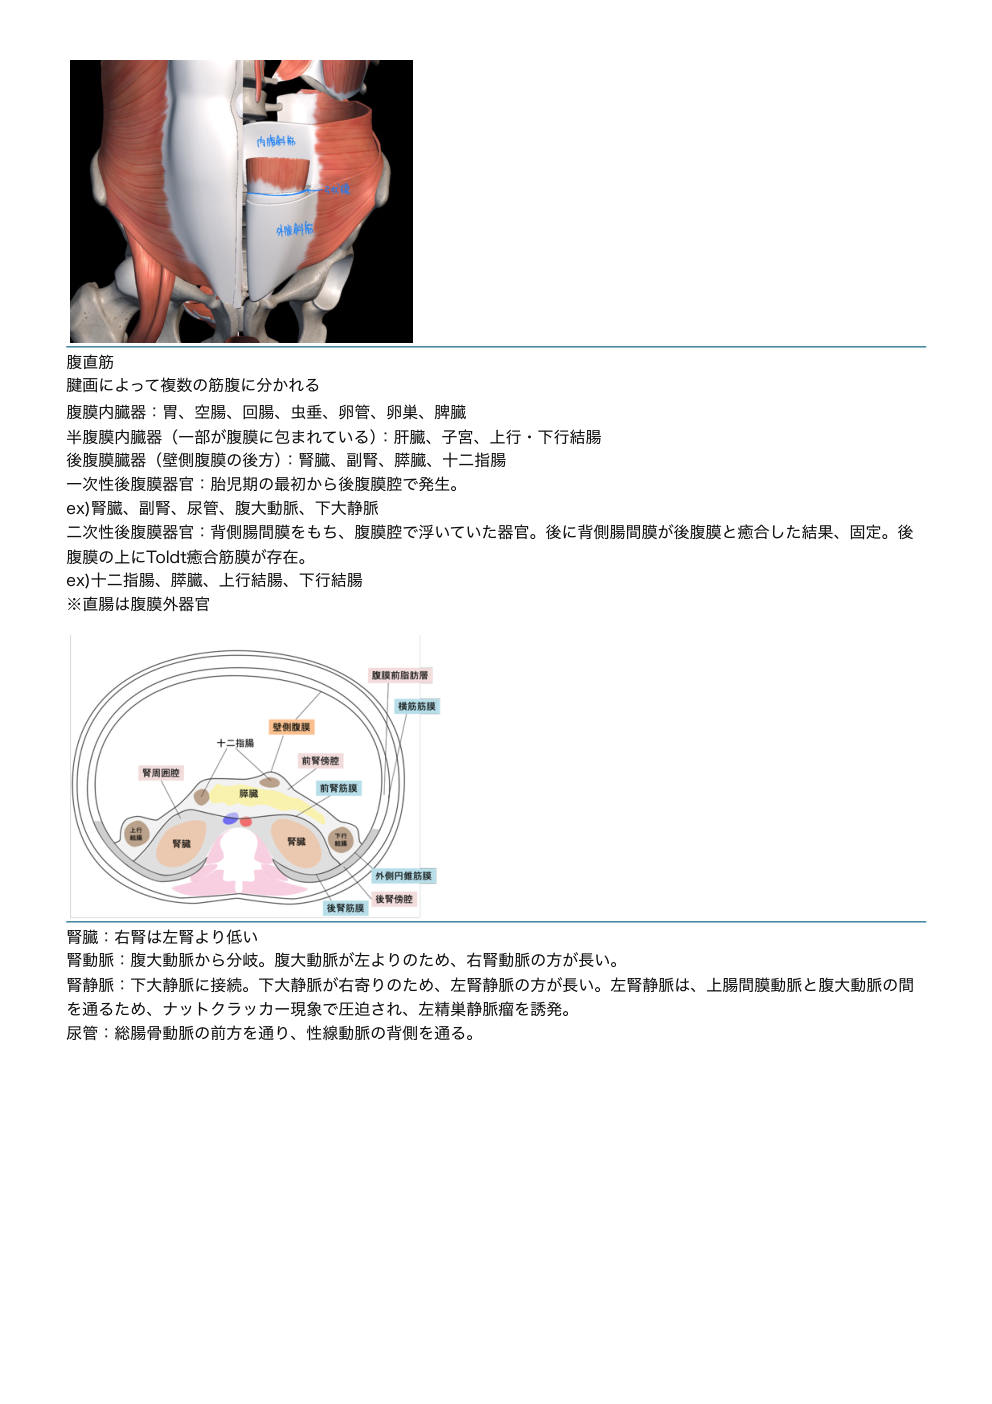 内腹斜筋
外腹斜筋
腹直筋
腱画によって複数の筋腹に分かれる
腹膜内臓器：胃、空腸、回腸、虫垂、卵管、卵巣、脾臓
半腹膜内臓器（一部が腹膜に包まれている）：肝臓、子宮、上行・下行結腸
後腹膜臓器（壁側腹膜の後方）：腎臓、副腎、膵臓、十二指腸
一次性後腹膜器官：胎児期の最初から後腹膜腔で発生。
ex)腎臓、副腎、尿管、腹大動脈、下大静脈
二次性後腹膜器官：背側腸間膜をもち、腹膜腔で浮いていた器官。後に背側腸間膜が後腹膜と癒合した結果、固定。後
腹膜の上にToldt癒合筋膜が存在。
ex)十二指腸、膵臓、上行結腸、下行結腸
※直腸は腹膜外器官
腹膜前脂肪層
横筋筋膜
壁側腹膜
十二指腸
前腎傍腔
腎周囲腔
前腎筋膜
膵臓
上行
結腸
腎臓
腎臓
下行
結腸
外側円錐筋膜
後腎傍腔
後腎筋膜
腎臓：右腎は左腎より低い
腎動脈：腹大動脈から分岐。腹大動脈が左よりのため、右腎動脈の方が長い。
腎静脈：下大静脈に接続。下大静脈が右寄りのため、左腎静脈の方が長い。左腎静脈は、上腸間膜動脈と腹大動脈の間
を通るため、ナットクラッカー現象で圧迫され、左精巣静脈瘤を誘発。
尿管：総腸骨動脈の前方を通り、性線動脈の背側を通る。